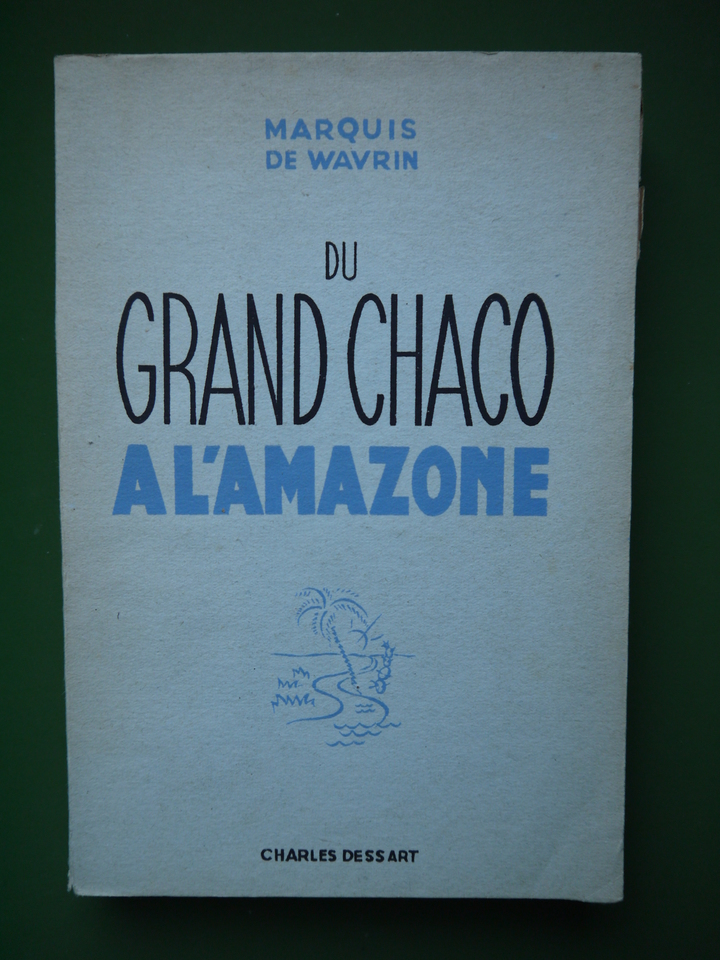 MARQUIS
DE WAVRIN
DU
GRAND CHACO
A L'AMAZONE
CHARLES DESSART